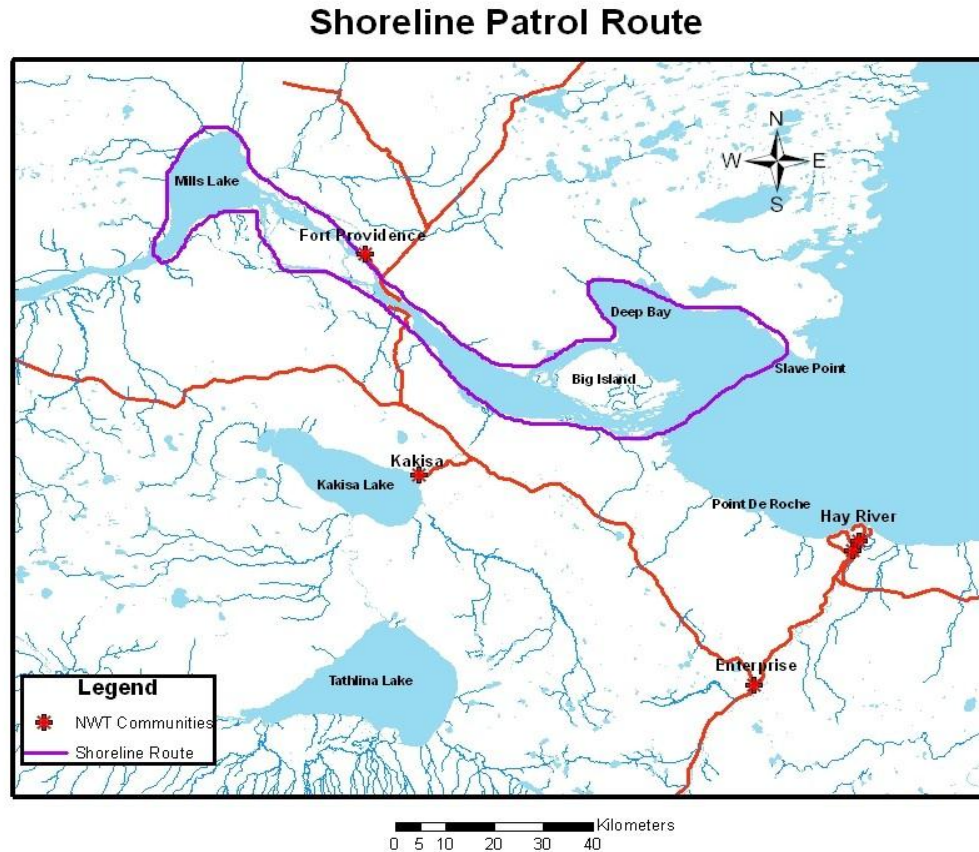 Shoreline Patrol Route
N
W E
S
Mills Lake
Fort Providence
Deep Bay
Slave Point
Big Island
Kakisa
Kakisa Lake
Point De Roche
Hay River
Enterprise
Tathlina Lake
Legend
NWT Communities
Shoreline Route
Kilometers
0 5 10 20 30 40